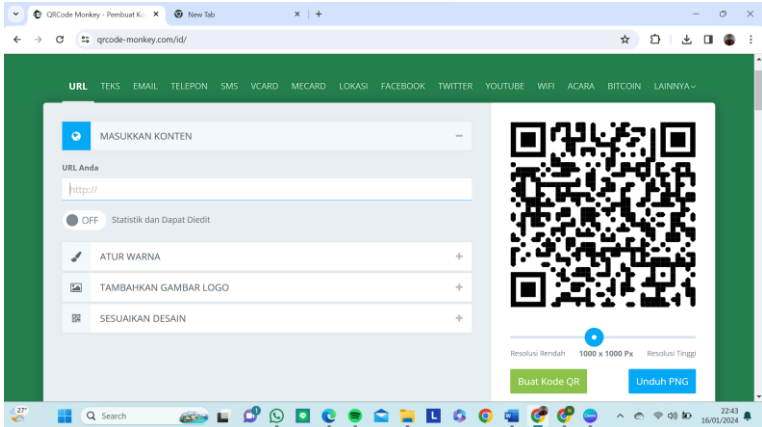 QRCode Monkey - Pembuat Ko
New Tab
qrcode-monkey.com/id/
URL TEKS EMAIL TELEPON SMS VCARD MECARD LOKASI FACEBOOK TWITTER YOUTUBE WIFI ACARA BITCOIN LAINNYA
MASUKKAN KONTEN
URL Anda
http://
OFF Statistik dan Dapat Diedit
ATUR WARNA
TAMBAHKAN GAMBAR LOGO
SESUAIKAN DESAIN
Resolusi Rendah 1000 x 1000 Px Resolusi Tinggi
Buat Kode QR Unduh PNG
27°
Search
22:43
16/01/2024